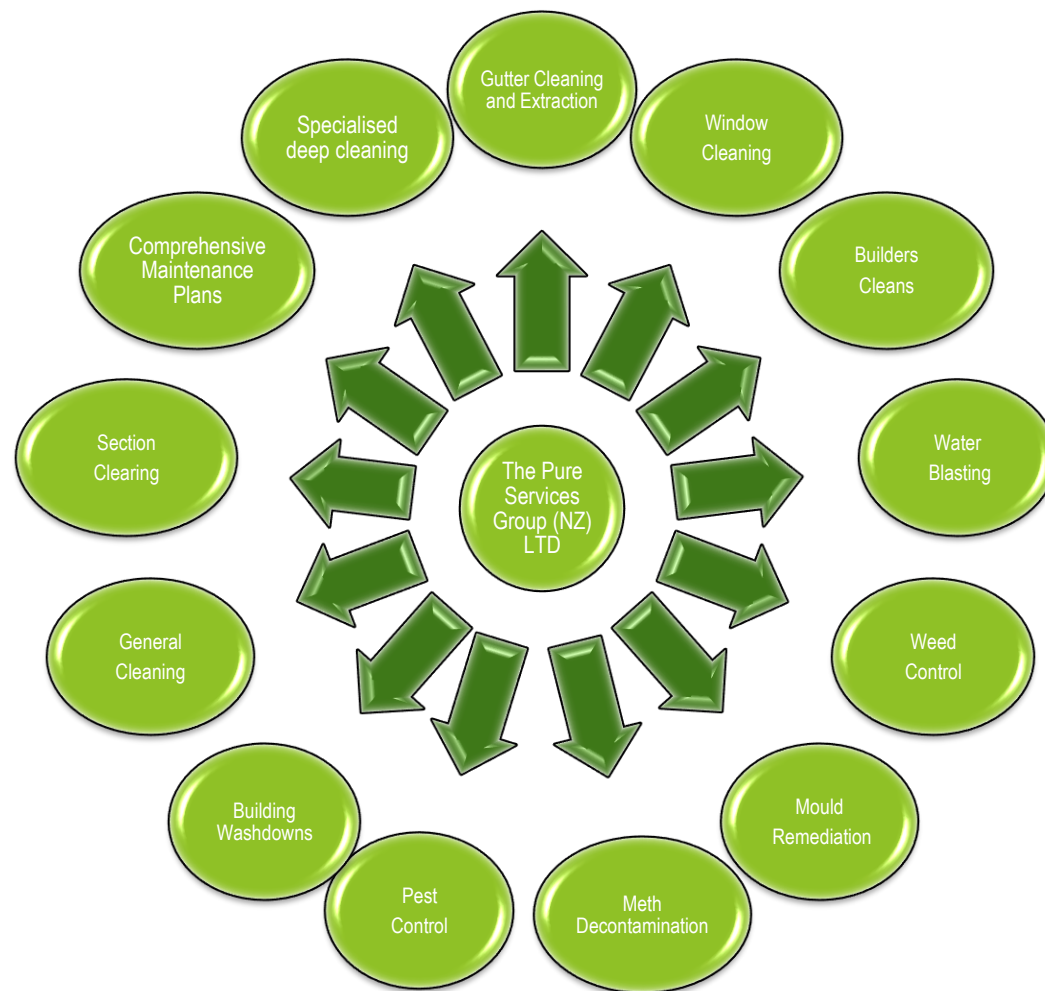 Gutter Cleaning
and Extraction
Window
Cleaning
Builders
Cleans
Water
Blasting
Weed
Control
Mould
Remediation
Meth
Decontamination
Pest
Control
Building
Washdowns
General
Cleaning
Section
Clearing
Comprehensive
Maintenance
Plans
Specialised
deep cleaning
The Pure
Services
Group (NZ)
LTD